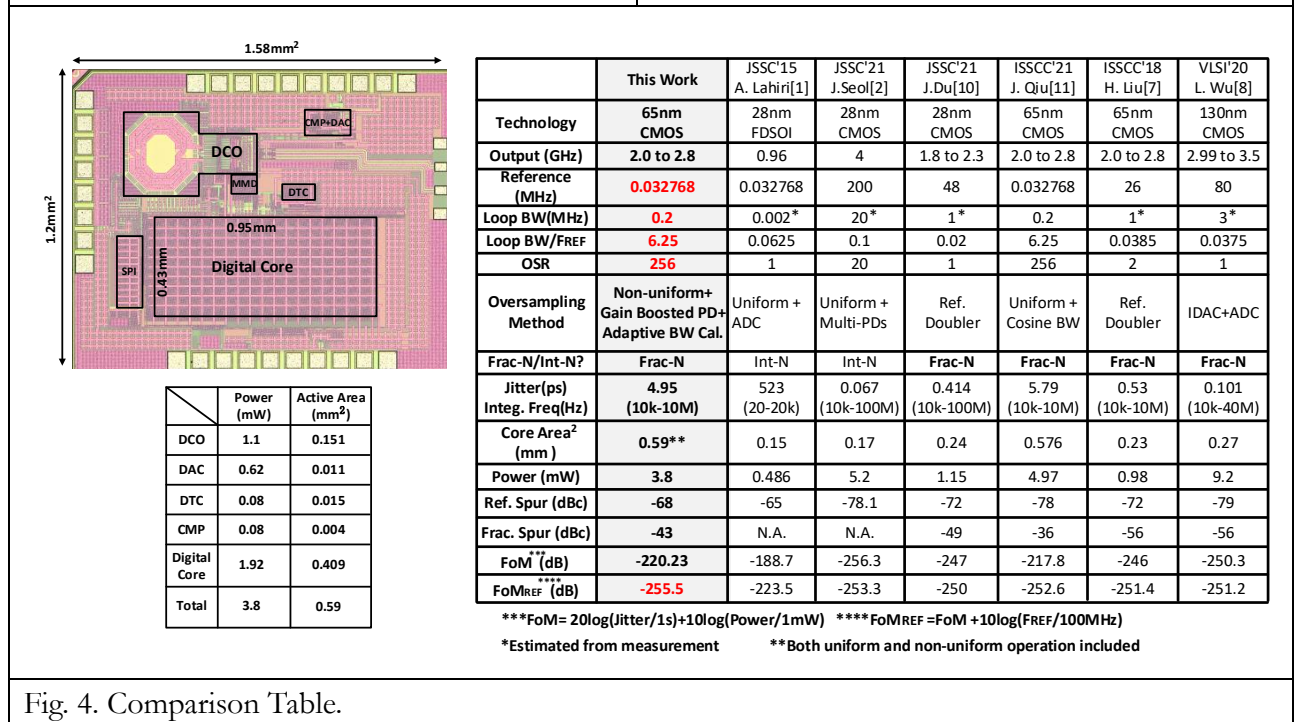 1.58mm²
1.2mm²
CMP+DAC
DCO
MMD
DTC
0.95mm
SPI
0.43mm
Digital Core
Power (mW) Active Area (mm²)
DCO 1.1 0.151
DAC 0.62 0.011
DTC 0.08 0.015
CMP 0.08 0.004
Digital Core 1.92 0.409
Total 3.8 0.59
This Work JSSC'15 A. Lahiri[1] JSSC'21 J.Seol[2] JSSC'21 J.Du[10] ISSCC'21 J. Qiu[11] ISSCC'18 H. Liu[7] VLSI'20 L. Wu[8]
Technology 65nm CMOS 28nm FDSOI 28nm CMOS 28nm CMOS 65nm CMOS 65nm CMOS 130nm CMOS
Output (GHz) 2.0 to 2.8 0.96 4 1.8 to 2.3 2.0 to 2.8 2.0 to 2.8 2.99 to 3.5
Reference (MHz) 0.032768 0.032768 200 48 0.032768 26 80
Loop BW(MHz) 0.2 0.002* 20* 1* 0.2 1* 3*
Loop BW/FREF 6.25 0.0625 0.1 0.02 6.25 0.0385 0.0375
OSR 256 1 20 1 256 2 1
Oversampling Method Non-uniform+ Gain Boosted PD+ Adaptive BW Cal. Uniform + ADC Uniform + Multi-PDs Ref. Doubler Uniform + Cosine BW Ref. Doubler IDAC+ADC
Frac-N/Int-N? Frac-N Int-N Int-N Frac-N Frac-N Frac-N Frac-N
Jitter(ps) Integ. Freq(Hz) 4.95 (10k-10M) 523 (20-20k) 0.067 (10k-100M) 0.414 (10k-100M) 5.79 (10k-10M) 0.53 (10k-10M) 0.101 (10k-40M)
Core Area² (mm ) 0.59** 0.15 0.17 0.24 0.576 0.23 0.27
Power (mW) 3.8 0.486 5.2 1.15 4.97 0.98 9.2
Ref. Spur (dBc) -68 -65 -78.1 -72 -78 -72 -79
Frac. Spur (dBc) -43 N.A. N.A. -49 -36 -56 -56
FoM***(dB) -220.23 -188.7 -256.3 -247 -217.8 -246 -250.3
FoMREF****(dB) -255.5 -223.5 -253.3 -250 -252.6 -251.4 -251.2
***FoM= 20log(Jitter/1s)+10log(Power/1mW) ****FoMREF =FoM +10log(FREF/100MHz)
*Estimated from measurement **Both uniform and non-uniform operation included
Fig. 4. Comparison Table.